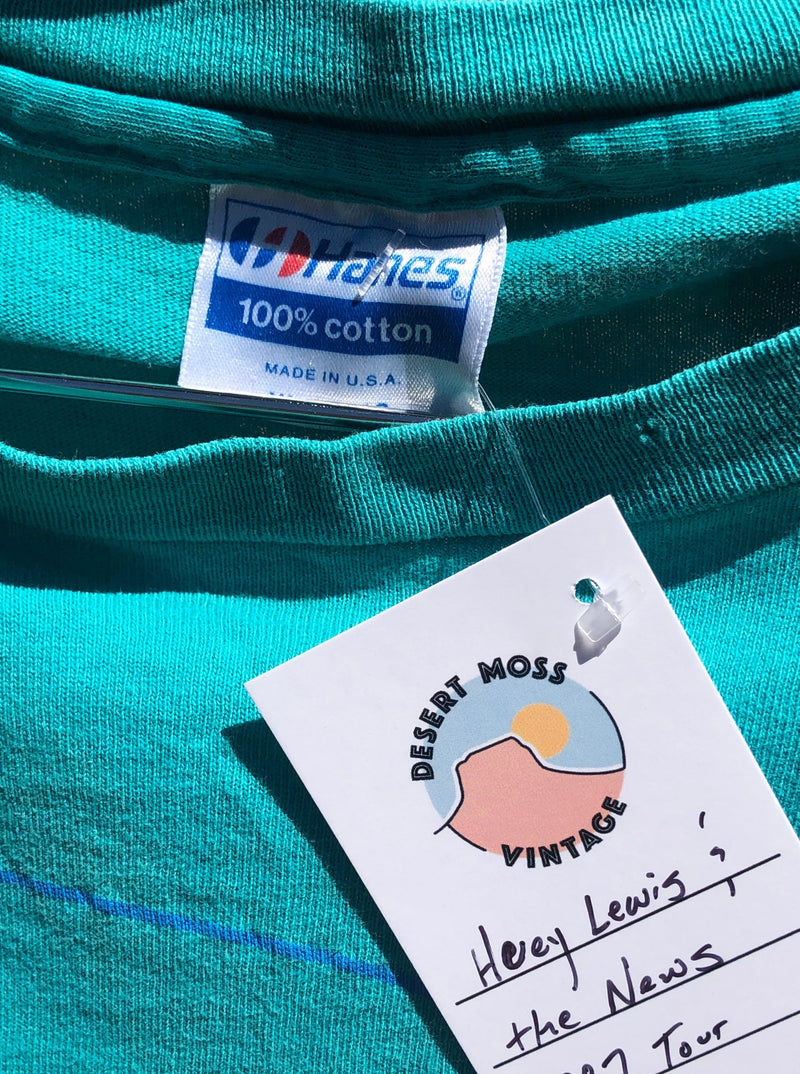 Hanes®
100% cotton
MADE IN U.S.A.
DESERT MOSS
VINTAGE
Huey Lewis &
the News
Tour